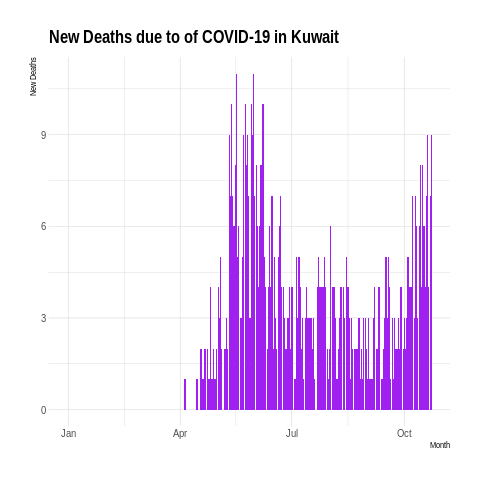 New Deaths due to of COVID-19 in Kuwait
New Deaths
9
6
3
0
Jan Apr Jul Oct
Month